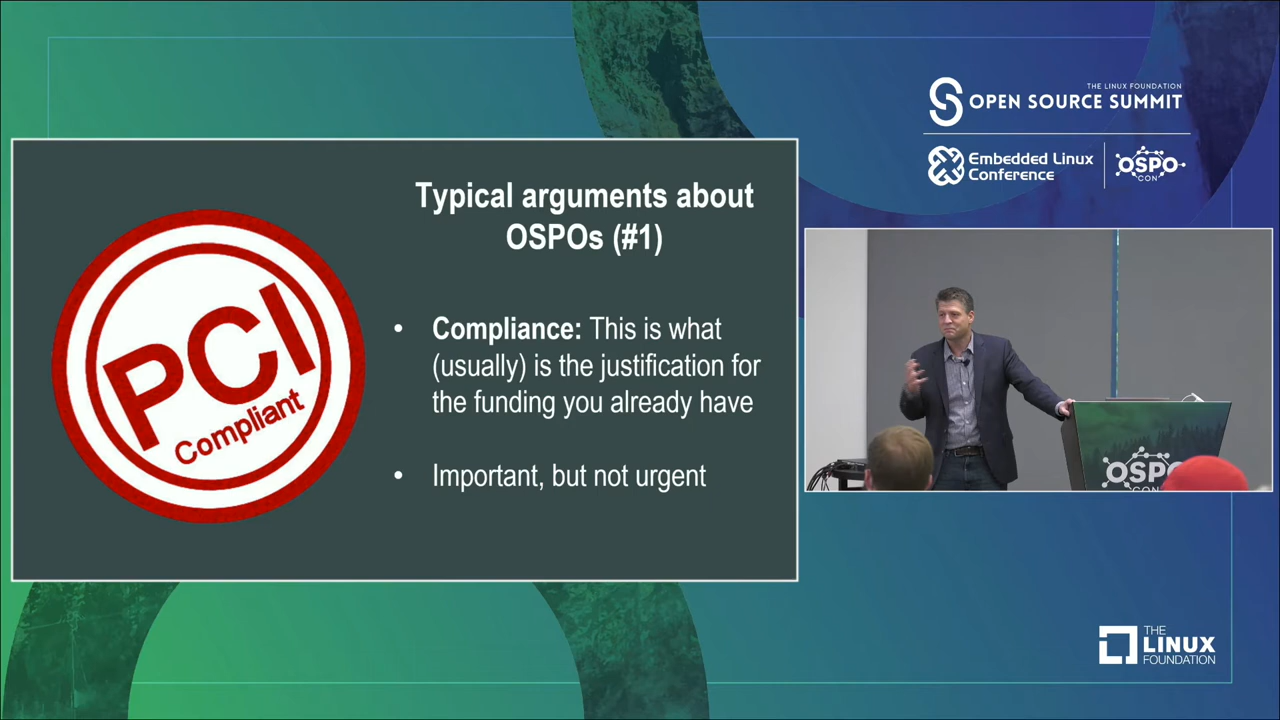 THE LINUX FOUNDATION
OPEN SOURCE SUMMIT
Embedded Linux
Conference
OSPO
CON
Typical arguments about
OSPOs (#1)
PCI
Compliant
• Compliance: This is what
(usually) is the justification for
the funding you already have
• Important, but not urgent
OSPO
CON
THE
LINUX
FOUNDATION